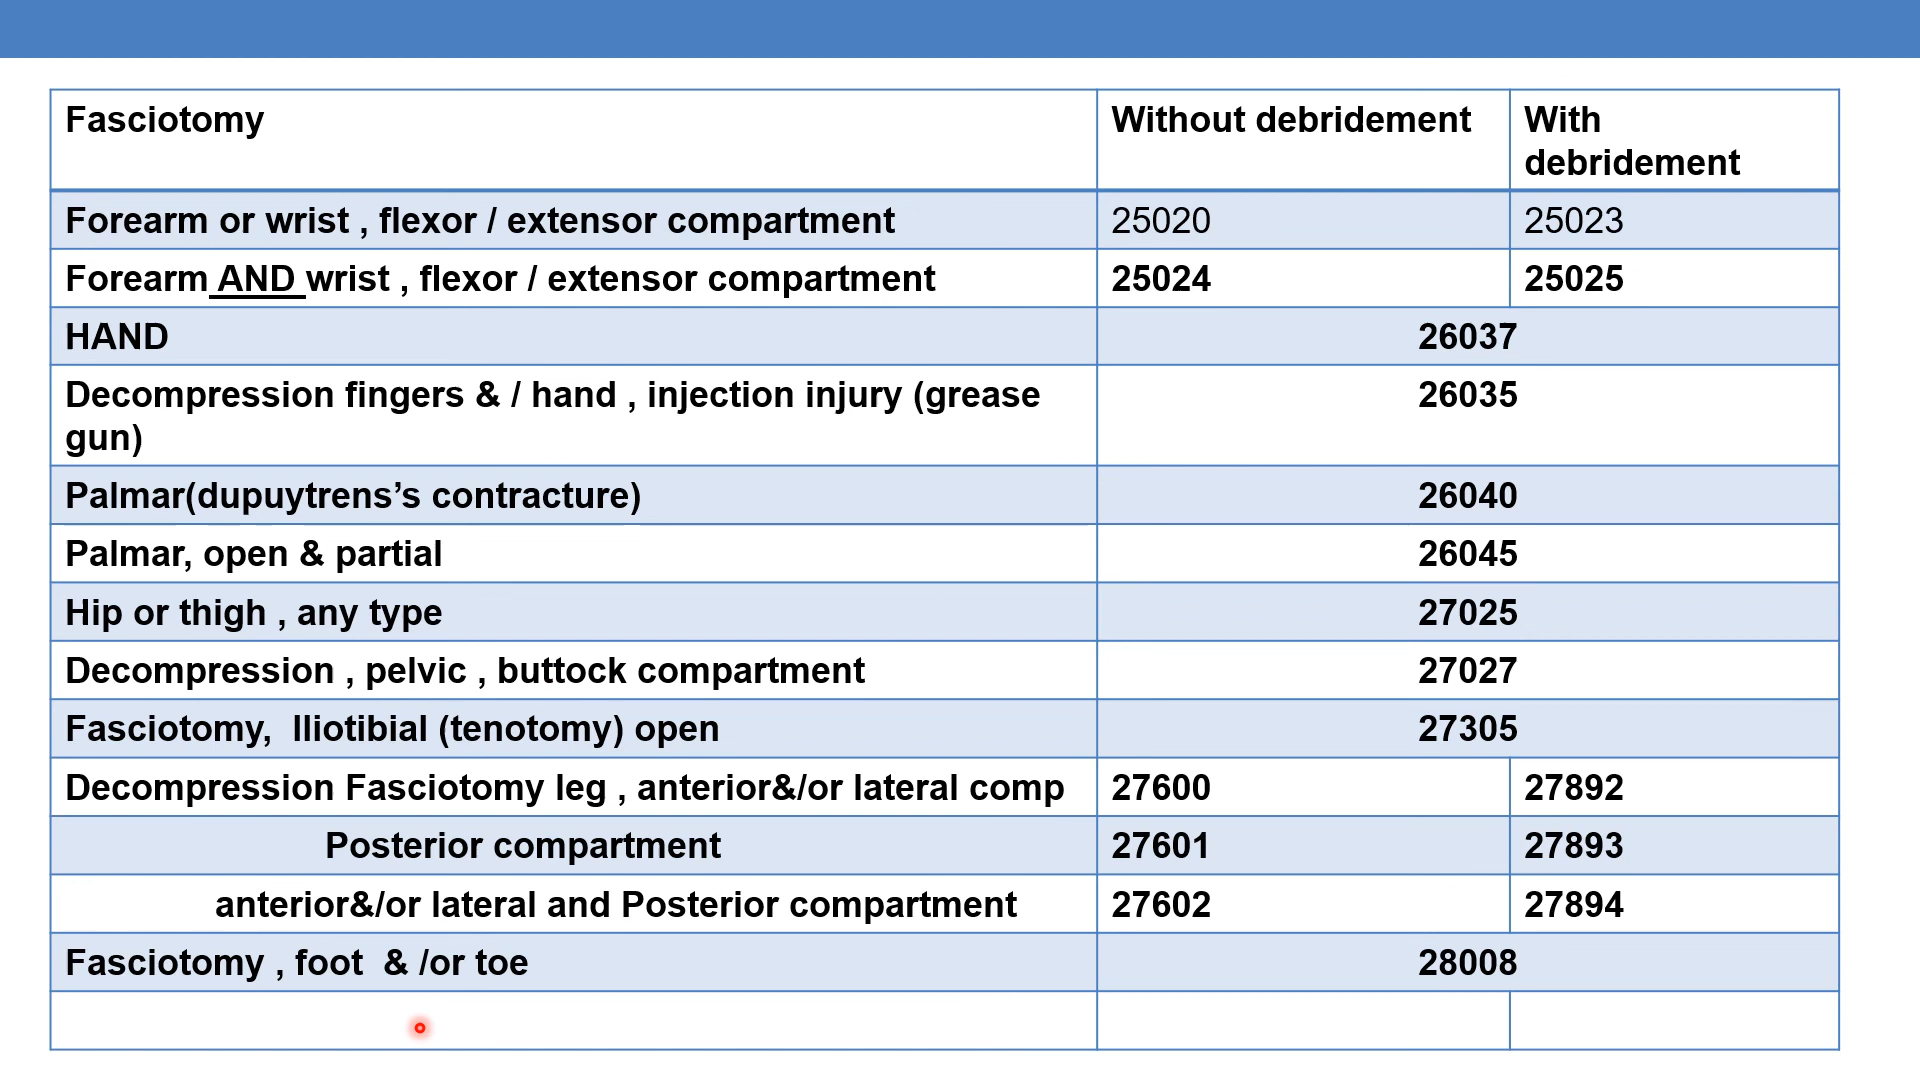 Fasciotomy
Without debridement
With
debridement
Forearm or wrist , flexor / extensor compartment
25020
25023
Forearm AND wrist , flexor / extensor compartment
25024
25025
HAND
26037
Decompression fingers & / hand , injection injury (grease
gun)
26035
Palmar(dupuytrens’s contracture)
26040
Palmar, open & partial
26045
Hip or thigh , any type
27025
Decompression , pelvic , buttock compartment
27027
Fasciotomy,  Iliotibial (tenotomy) open
27305
Decompression Fasciotomy leg , anterior&/or lateral comp
27600
27892
Posterior compartment
27601
27893
anterior&/or lateral and Posterior compartment
27602
27894
Fasciotomy , foot  & /or toe
28008